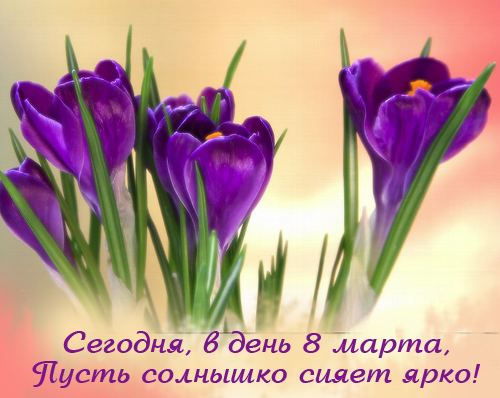 Сегодня, в день 8 марта,
Пусть солнышко сияет ярко!